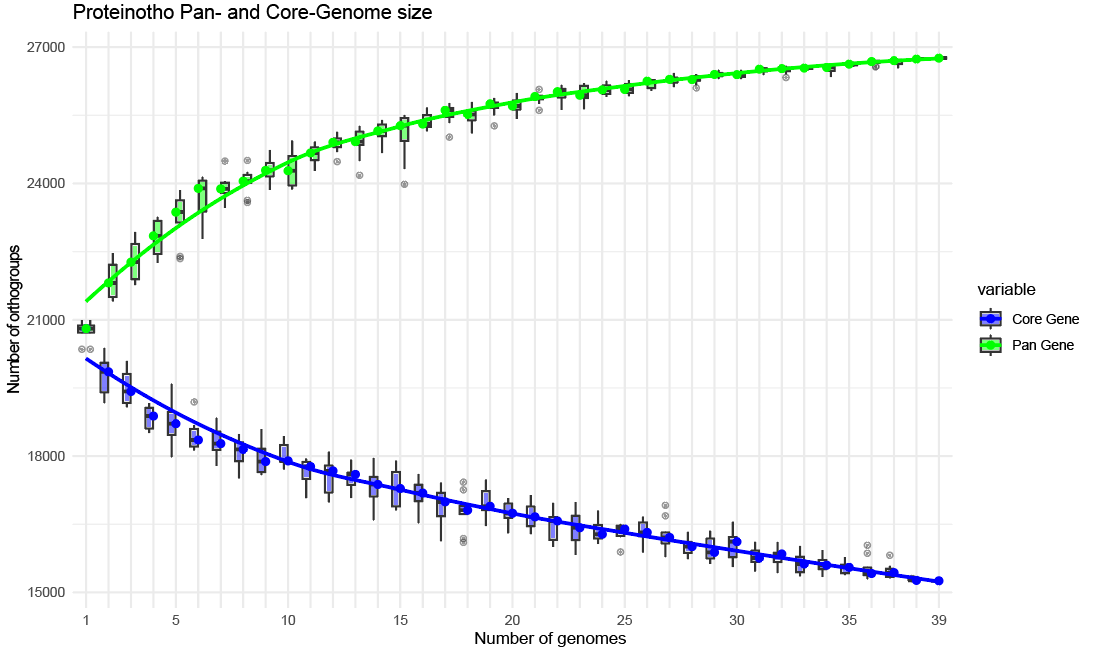 Proteinotho Pan- and Core-Genome size
27000
24000
21000
18000
15000
Number of orthogroups
1 5 10 15 20 25 30 35 39
Number of genomes
variable
Core Gene
Pan Gene